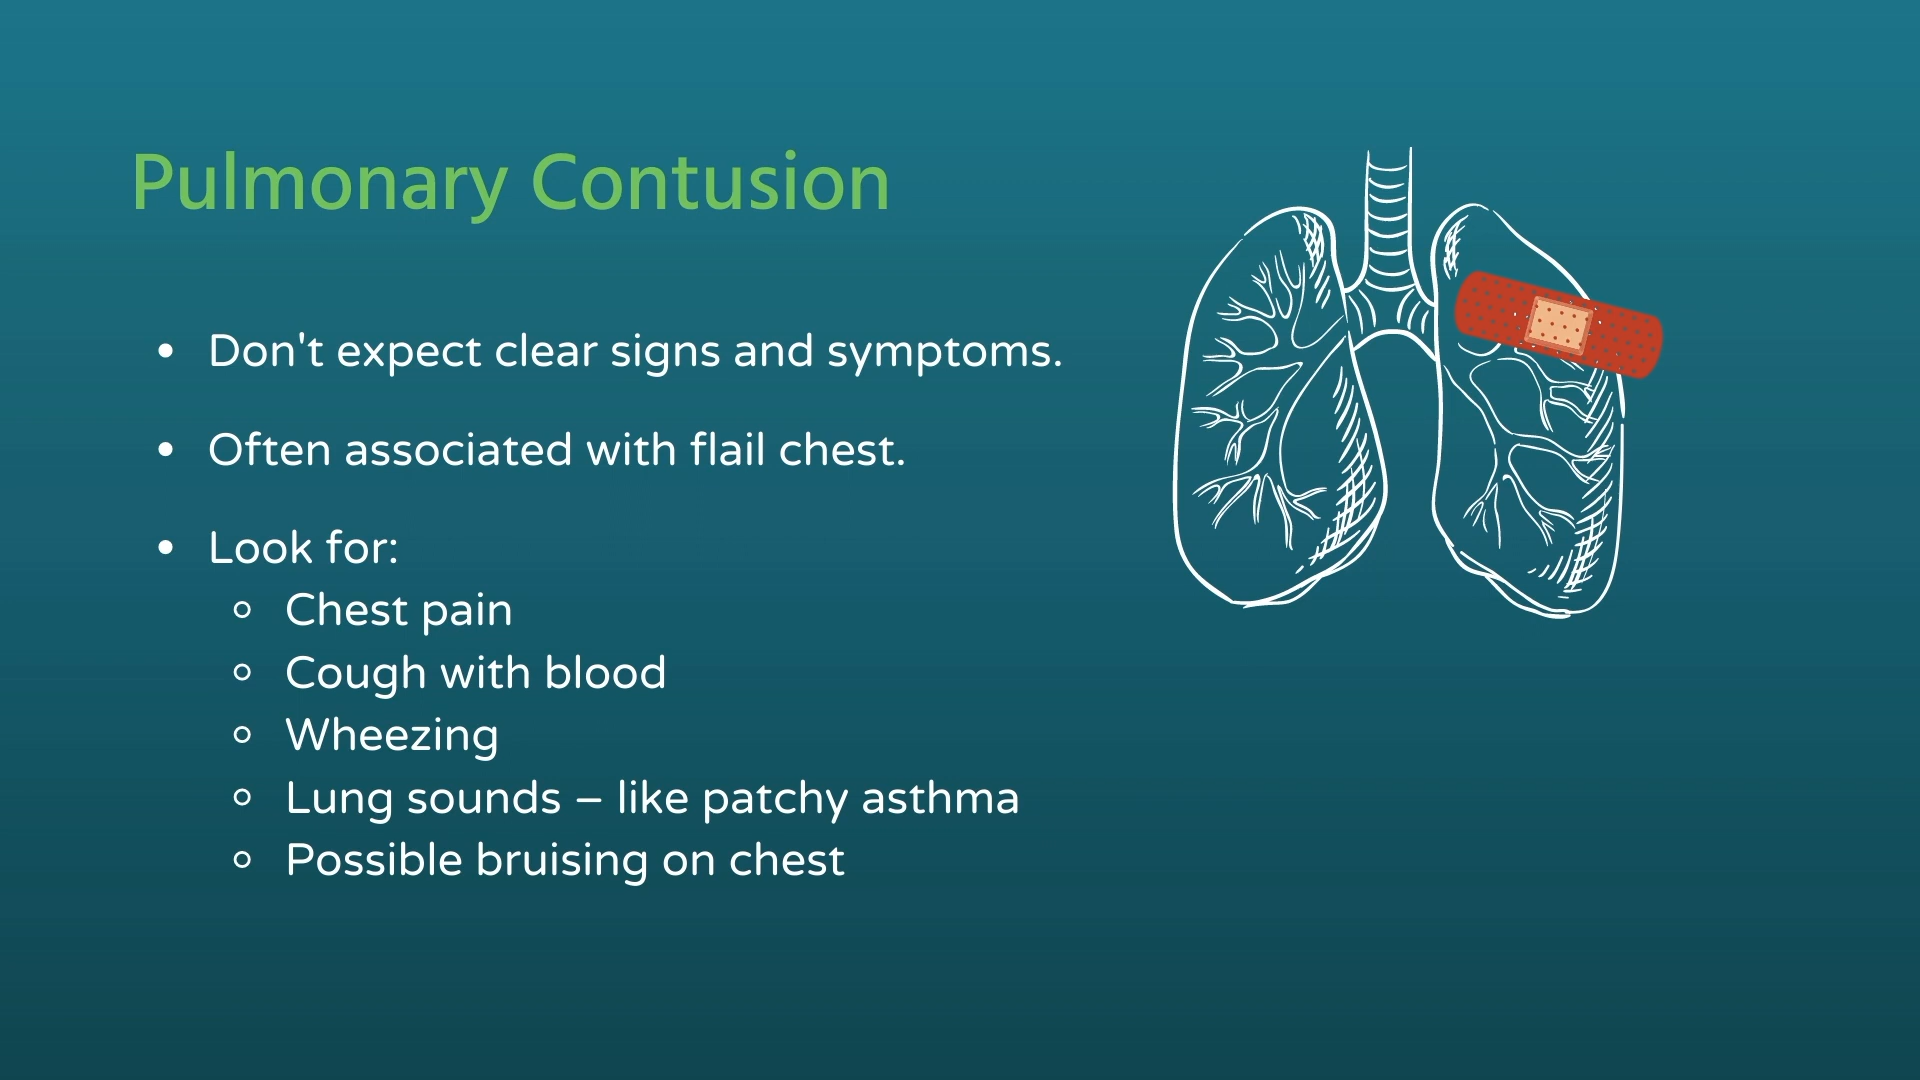 Pulmonary Contusion
• Don't expect clear signs and symptoms.
• Often associated with flail chest.
• Look for:
○ Chest pain
○ Cough with blood
○ Wheezing
○ Lung sounds – like patchy asthma
○ Possible bruising on chest